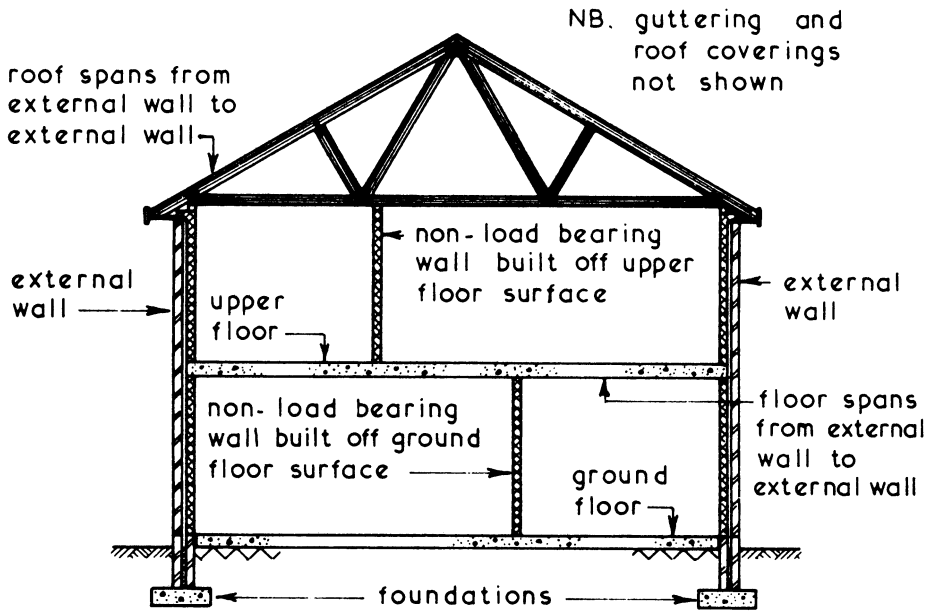 NB. guttering and
roof coverings
not shown
roof spans from
external wall to
external wall
non-load bearing
wall built off upper
floor surface
external
wall
upper
floor
external
wall
non-load bearing
wall built off ground
floor surface
floor spans
from external
wall to
external wall
ground
floor
foundations